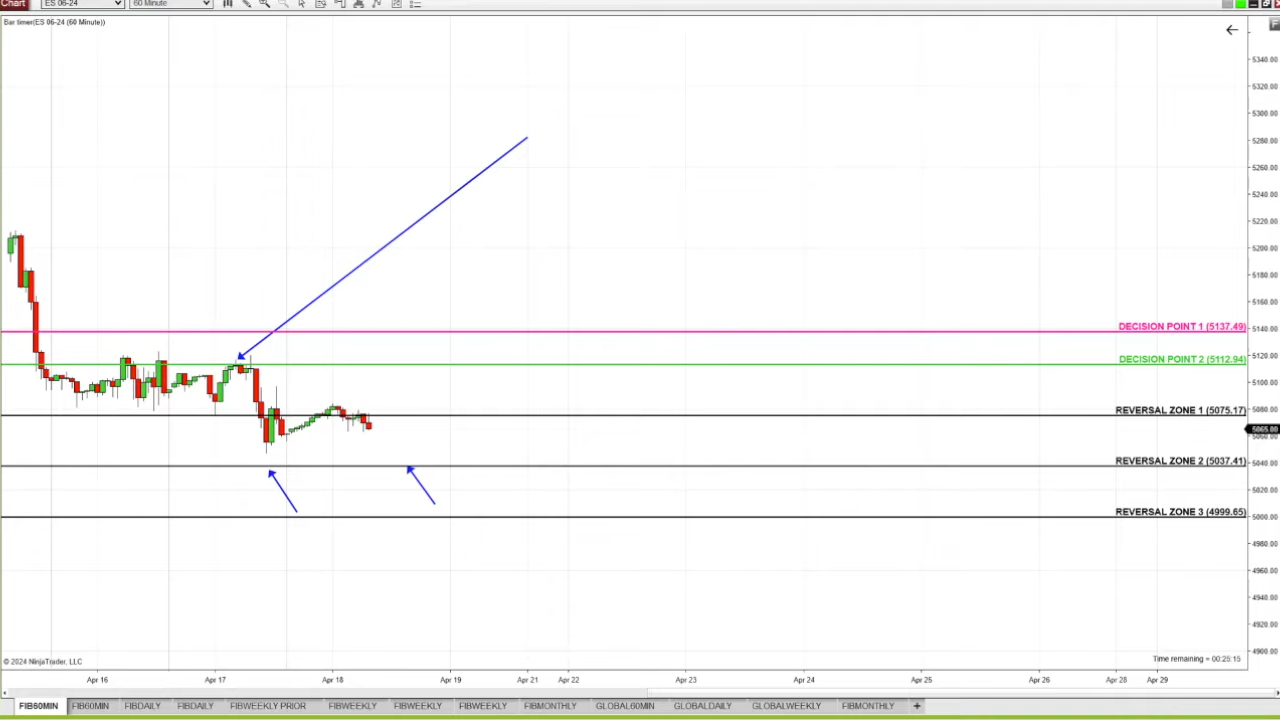 Chart ES 06-24 60 Minute
Bar timer(ES 06-24 (60 Minute))
F
5340.00
5320.00
5300.00
5280.00
5260.00
5240.00
5220.00
5200.00
5180.00
5160.00
DECISION POINT 1 (5137.49)
5140.00
5120.00
DECISION POINT 2 (5112.94)
5100.00
REVERSAL ZONE 1 (5075.17)
5080.00
5065.00
5060.00
REVERSAL ZONE 2 (5037.41)
5040.00
5020.00
REVERSAL ZONE 3 (4999.65)
5000.00
4980.00
4960.00
4940.00
4920.00
4900.00
© 2024 NinjaTrader, LLC
Time remaining = 00:25:15
Apr 16 Apr 17 Apr 18 Apr 19 Apr 21 Apr 22 Apr 23 Apr 24 Apr 25 Apr 26 Apr 28 Apr 29
FIB60MIN FIB60MIN FIBDAILY FIBDAILY FIBWEEKLY PRIOR FIBWEEKLY FIBWEEKLY FIBWEEKLY FIBMONTHLY GLOBAL60MIN GLOBALDAILY GLOBALWEEKLY FIBMONTHLY +